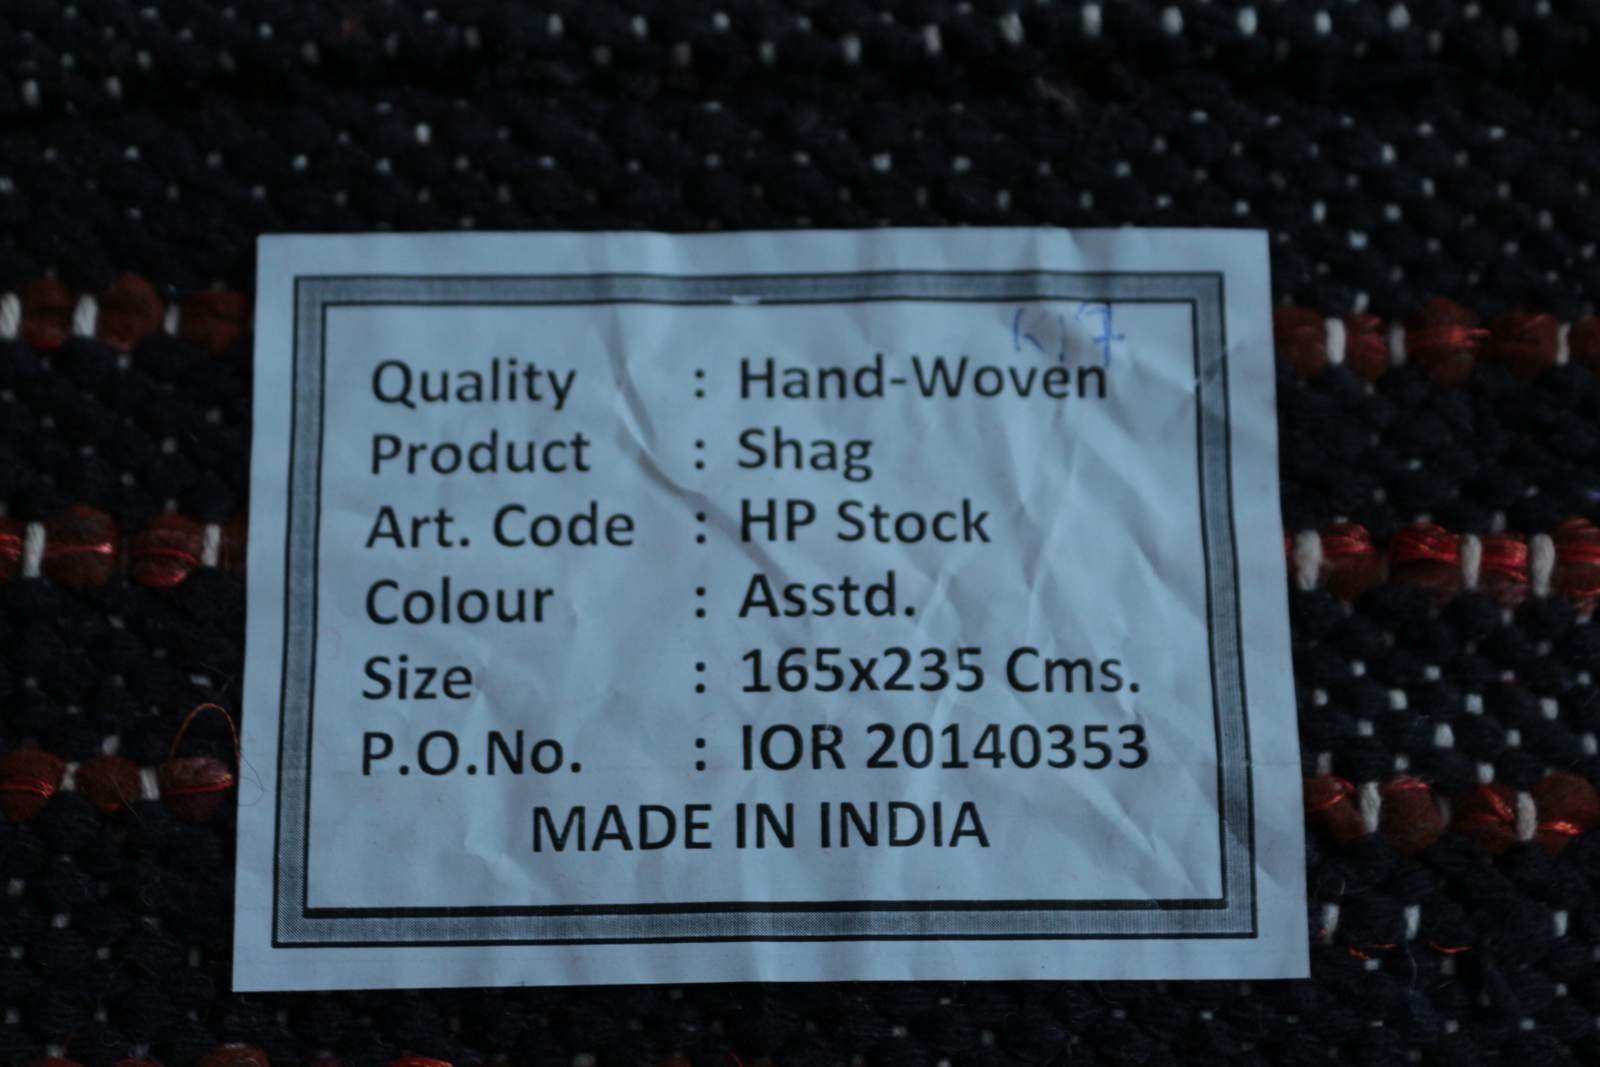 Quality : Hand-Woven
Product : Shag
Art. Code : HP Stock
Colour : Asstd.
Size : 165x235 Cms.
P.O.No. : IOR 20140353
MADE IN INDIA